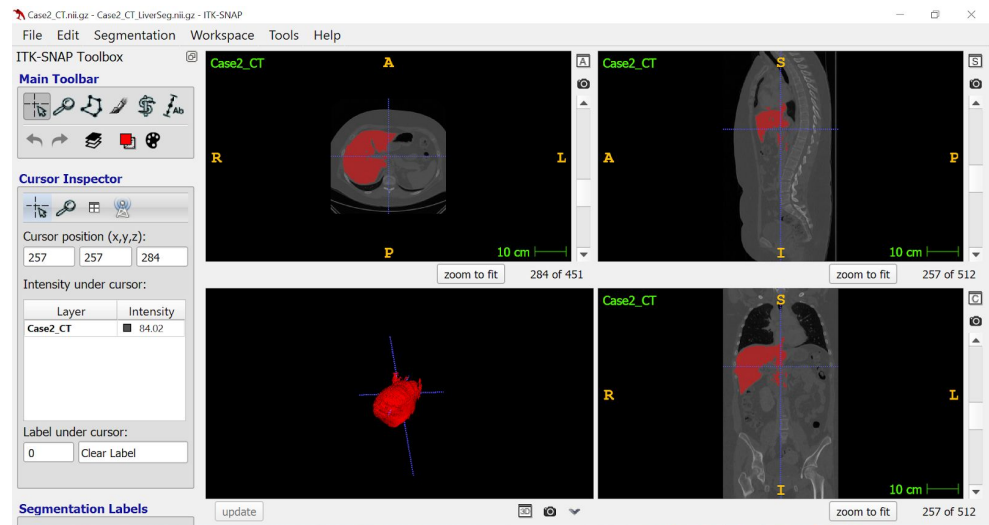 Case2_CT.nii.gz - Case2_CT_LiverSeg.nii.gz - ITK-SNAP
File Edit Segmentation Workspace Tools Help
ITK-SNAP Toolbox
Main Toolbar
Ab
Cursor Inspector
Cursor position (x,y,z):
257 257 284
Intensity under cursor:
Layer Intensity
Case2_CT 84.02
Label under cursor:
0 Clear Label
Segmentation Labels
Case2_CT
A
R
L
P
10 cm
A
zoom to fit 284 of 451
Case2_CT
S
A
P
I
10 cm
S
zoom to fit 257 of 512
update
3D
Case2_CT
S
R
L
I
10 cm
C
zoom to fit 257 of 512